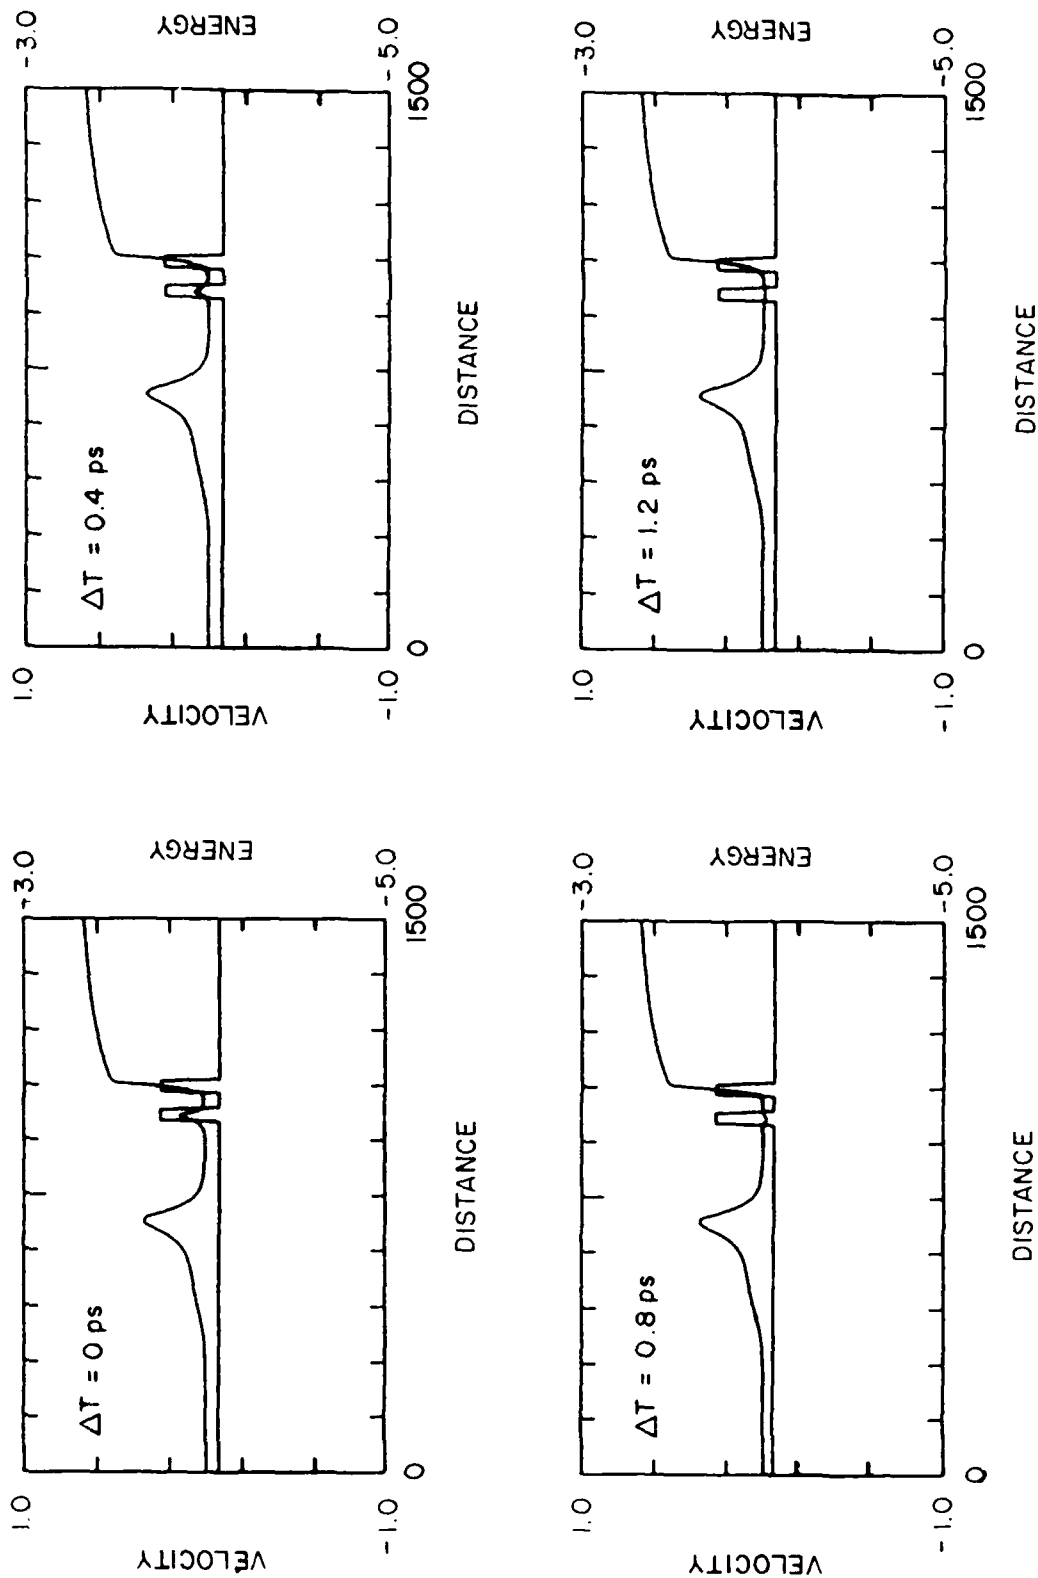 ΔT = 0 ps
1.0
-1.0
VELOCITY
-3.0
-5.0
ENERGY
0
1500
DISTANCE
ΔT = 0.4 ps
1.0
-1.0
VELOCITY
-3.0
-5.0
ENERGY
0
1500
DISTANCE
ΔT = 0.8 ps
1.0
-1.0
VELOCITY
-3.0
-5.0
ENERGY
0
1500
DISTANCE
ΔT = 1.2 ps
1.0
-1.0
VELOCITY
-3.0
-5.0
ENERGY
0
1500
DISTANCE